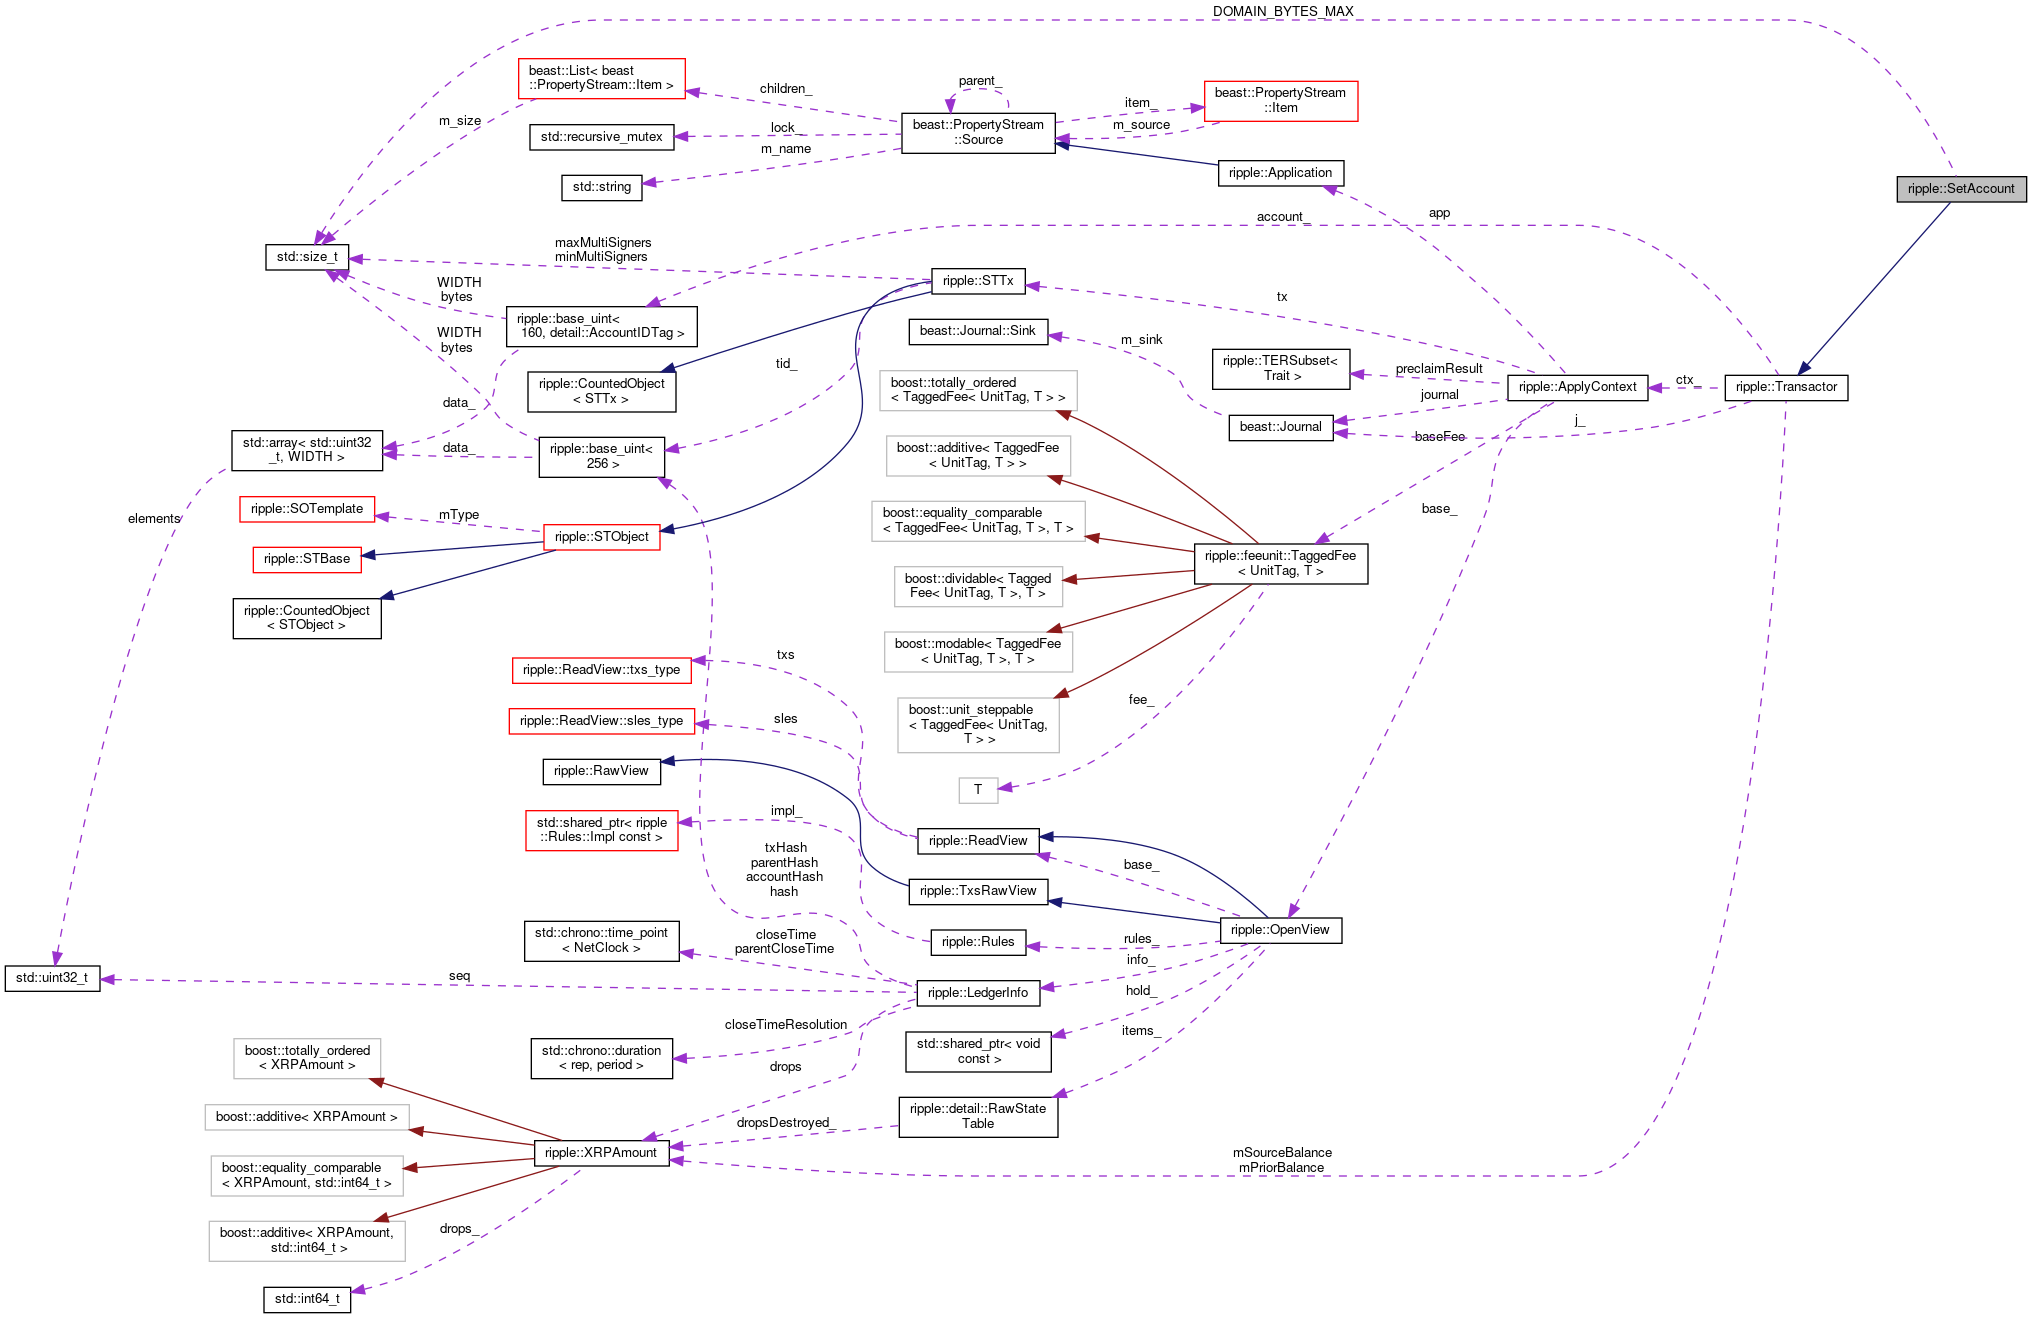 DOMAIN_BYTES_MAX
beast::List< beast
::PropertyStream::Item >
children_
parent_
item_
beast::PropertyStream
::Item
m_size
std::recursive_mutex
lock_
beast::PropertyStream
::Source
m_source
m_name
std::string
ripple::Application
ripple::SetAccount
account_
app
std::size_t
maxMultiSigners
minMultiSigners
WIDTH
bytes
ripple::STTx
tx
ripple::base_uint<
160, detail::AccountIDTag >
beast::Journal::Sink
m_sink
WIDTH
bytes
tid_
ripple::TERSubset<
Trait >
preclaimResult
ripple::ApplyContext
ctx_
ripple::Transactor
ripple::CountedObject
< STTx >
boost::totally_ordered
< TaggedFee< UnitTag, T > >
journal
data_
beast::Journal
j_
baseFee
std::array< std::uint32
_t, WIDTH >
data_
ripple::base_uint<
256 >
boost::additive< TaggedFee
< UnitTag, T > >
ripple::SOTemplate
mType
elements
boost::equality_comparable
< TaggedFee< UnitTag, T >, T >
base_
ripple::STObject
ripple::STBase
ripple::feeunit::TaggedFee
< UnitTag, T >
boost::dividable< Tagged
Fee< UnitTag, T >, T >
ripple::CountedObject
< STObject >
boost::modable< TaggedFee
< UnitTag, T >, T >
ripple::ReadView::txs_type
txs
fee_
boost::unit_steppable
< TaggedFee< UnitTag,
T > >
ripple::ReadView::sles_type
sles
ripple::RawView
T
std::shared_ptr< ripple
::Rules::Impl const >
impl_
ripple::ReadView
base_
txHash
parentHash
accountHash
hash
ripple::TxsRawView
ripple::OpenView
std::chrono::time_point
< NetClock >
closeTime
parentCloseTime
ripple::Rules
rules_
info_
std::uint32_t
seq
ripple::LedgerInfo
hold_
closeTimeResolution
items_
std::chrono::duration
< rep, period >
std::shared_ptr< void
const >
boost::totally_ordered
< XRPAmount >
drops
boost::additive< XRPAmount >
dropsDestroyed_
ripple::detail::RawState
Table
ripple::XRPAmount
mSourceBalance
mPriorBalance
boost::equality_comparable
< XRPAmount, std::int64_t >
boost::additive< XRPAmount,
std::int64_t >
drops_
std::int64_t